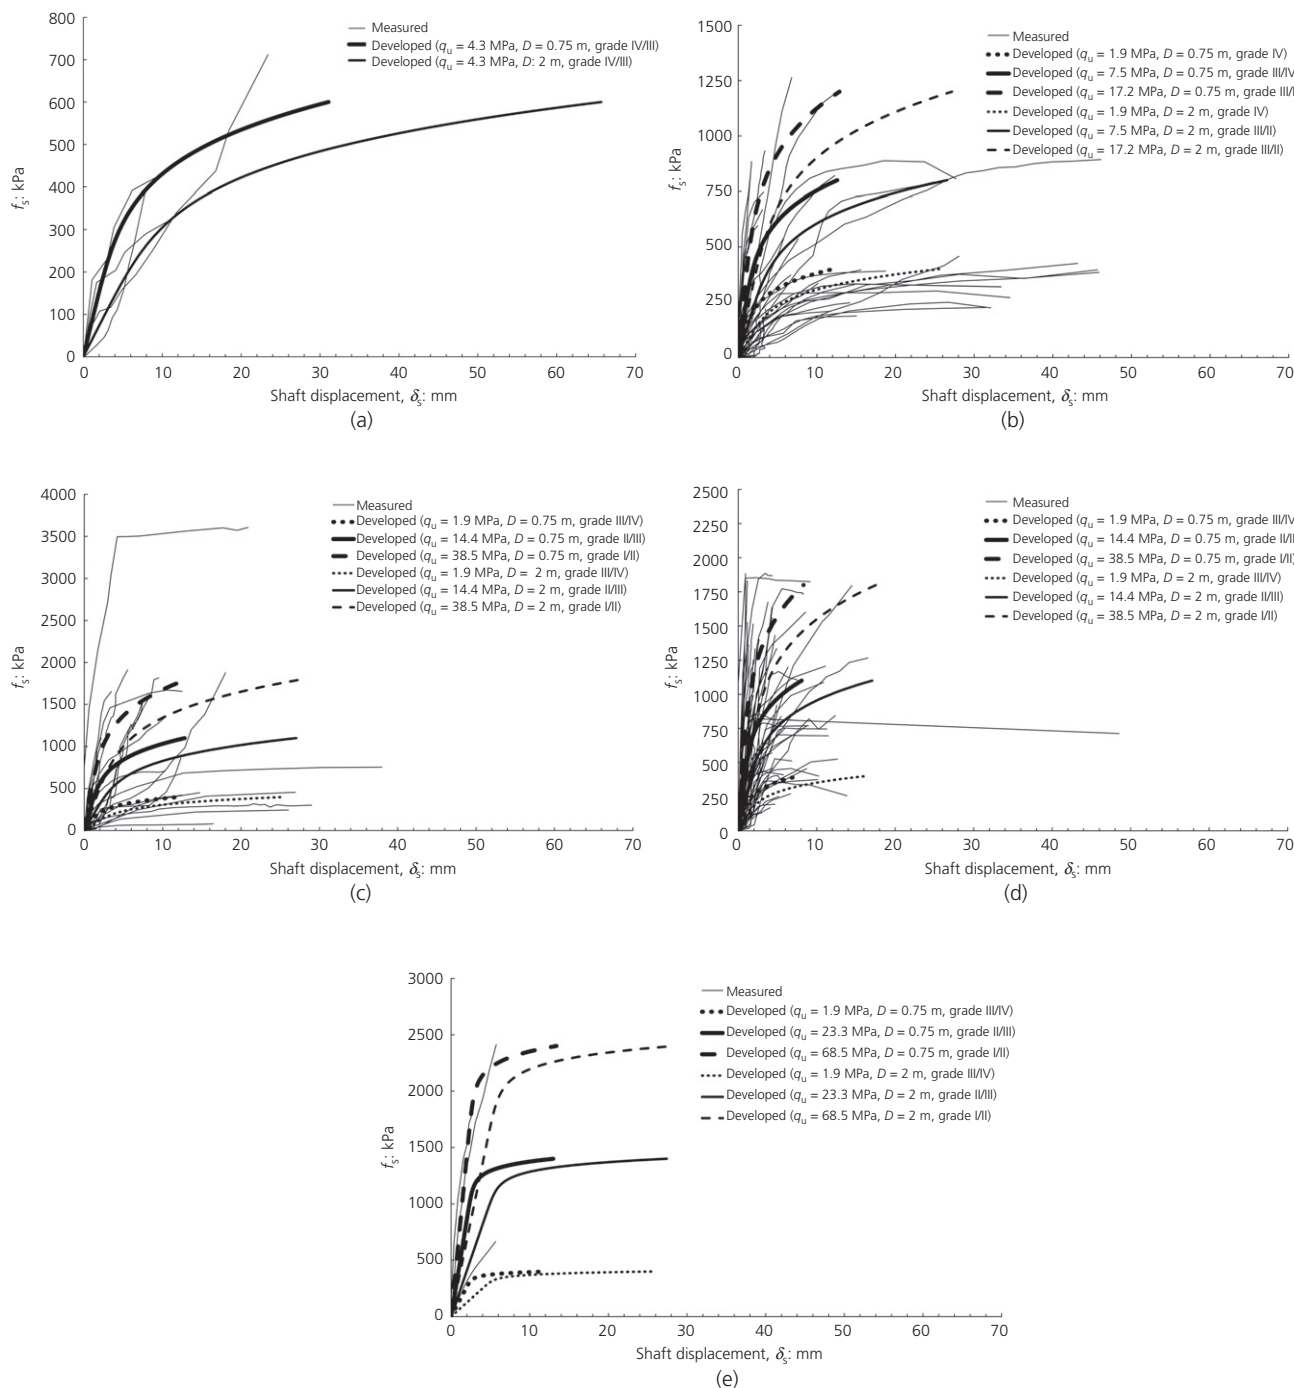 800
700
600
500
400
300
200
100
0
f_s: kPa
Measured
Developed (q_u = 4.3 MPa, D = 0.75 m, grade IV/III)
Developed (q_u = 4.3 MPa, D: 2 m, grade IV/III)
0 10 20 30 40 50 60 70
Shaft displacement, δ_s: mm
(a)
1500
1250
1000
750
500
250
0
f_s: kPa
Measured
Developed (q_u = 1.9 MPa, D = 0.75 m, grade IV)
Developed (q_u = 7.5 MPa, D = 0.75 m, grade III/I
Developed (q_u = 17.2 MPa, D = 0.75 m, grade III/I
Developed (q_u = 1.9 MPa, D = 2 m, grade IV)
Developed (q_u = 7.5 MPa, D = 2 m, grade III/II)
Developed (q_u = 17.2 MPa, D = 2 m, grade III/II)
0 10 20 30 40 50 60 70
Shaft displacement, δ_s: mm
(b)
4000
3500
3000
2500
2000
1500
1000
500
0
f_s: kPa
Measured
Developed (q_u = 1.9 MPa, D = 0.75 m, grade III/IV)
Developed (q_u = 14.4 MPa, D = 0.75 m, grade II/III)
Developed (q_u = 38.5 MPa, D = 0.75 m, grade I/II)
Developed (q_u = 1.9 MPa, D = 2 m, grade III/IV)
Developed (q_u = 14.4 MPa, D = 2 m, grade II/III)
Developed (q_u = 38.5 MPa, D = 2 m, grade I/II)
0 10 20 30 40 50 60 70
Shaft displacement, δ_s: mm
(c)
2500
2250
2000
1750
1500
1250
1000
750
500
250
0
f_s: kPa
Measured
Developed (q_u = 1.9 MPa, D = 0.75 m, grade III/IV
Developed (q_u = 14.4 MPa, D = 0.75 m, grade II/II
Developed (q_u = 38.5 MPa, D = 0.75 m, grade I/II)
Developed (q_u = 1.9 MPa, D = 2 m, grade III/IV)
Developed (q_u = 14.4 MPa, D = 2 m, grade II/III)
Developed (q_u = 38.5 MPa, D = 2 m, grade I/II)
0 10 20 30 40 50 60 70
Shaft displacement, δ_s: mm
(d)
3000
2500
2000
1500
1000
500
0
f_s: kPa
Measured
Developed (q_u = 1.9 MPa, D = 0.75 m, grade III/IV)
Developed (q_u = 23.3 MPa, D = 0.75 m, grade II/III)
Developed (q_u = 68.5 MPa, D = 0.75 m, grade I/II)
Developed (q_u = 1.9 MPa, D = 2 m, grade III/IV)
Developed (q_u = 23.3 MPa, D = 2 m, grade II/III)
Developed (q_u = 68.5 MPa, D = 2 m, grade I/II)
0 10 20 30 40 50 60 70
Shaft displacement, δ_s: mm
(e)